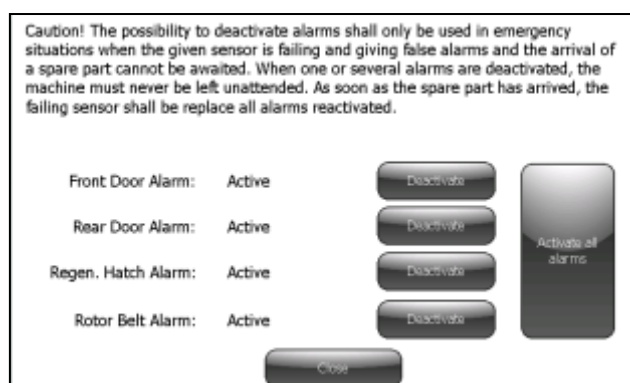 Caution! The possibility to deactivate alarms shall only be used in emergency
situations when the given sensor is failing and giving false alarms and the arrival of
a spare part cannot be awaited. When one or several alarms are deactivated, the
machine must never be left unattended. As soon as the spare part has arrived, the
failing sensor shall be replace all alarms reactivated.
Front Door Alarm: Active Deactivate
Rear Door Alarm: Active Deactivate
Activate all
alarms
Regen. Hatch Alarm: Active Deactivate
Rotor Belt Alarm: Active Deactivate
Close